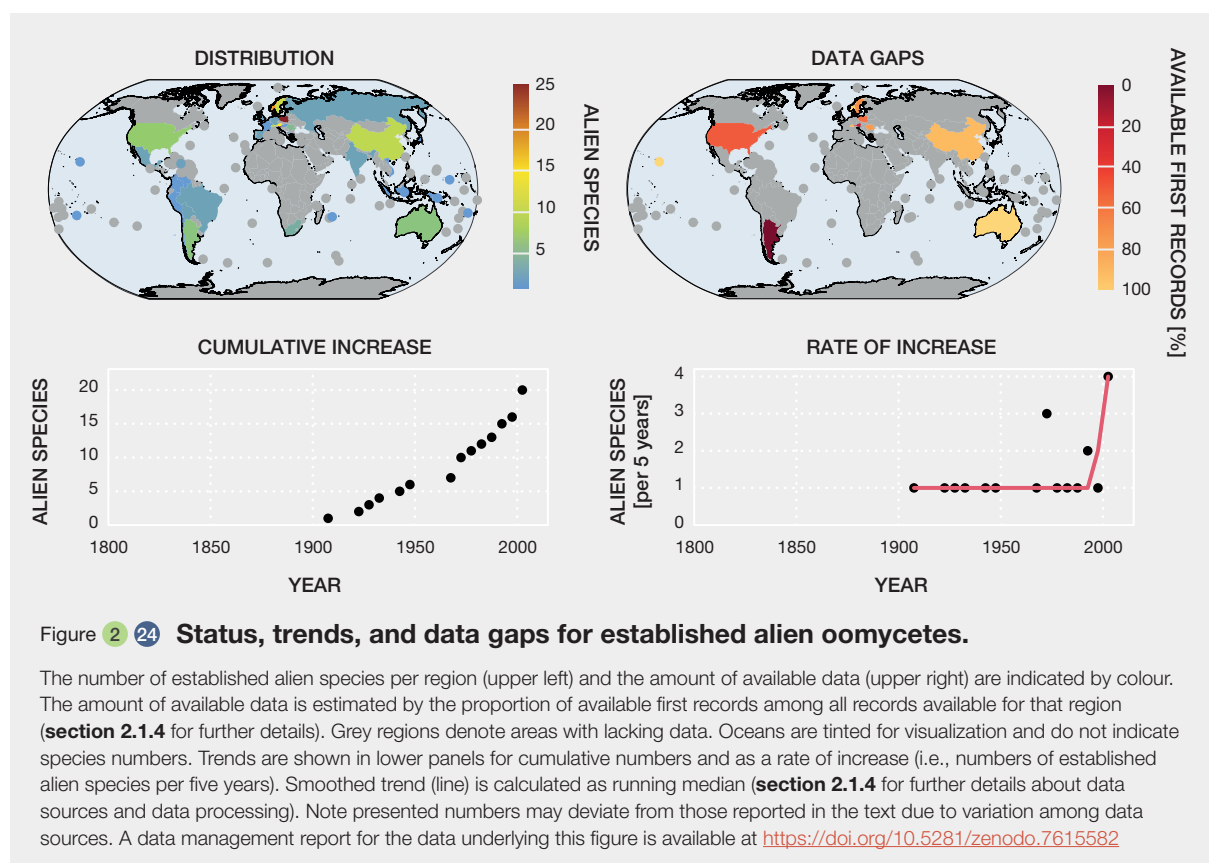 DISTRIBUTION
25
20
15
10
5
ALIEN SPECIES
DATA GAPS
0
20
40
60
80
100
AVAILABLE FIRST RECORDS [%]
CUMULATIVE INCREASE
ALIEN SPECIES
20
15
10
5
0
1800
1850
1900
1950
2000
YEAR
RATE OF INCREASE
ALIEN SPECIES
[per 5 years]
4
3
2
1
0
1800
1850
1900
1950
2000
YEAR
Figure 2 24 Status, trends, and data gaps for established alien oomycetes.
The number of established alien species per region (upper left) and the amount of available data (upper right) are indicated by colour.
The amount of available data is estimated by the proportion of available first records among all records available for that region
(section 2.1.4 for further details). Grey regions denote areas with lacking data. Oceans are tinted for visualization and do not indicate
species numbers. Trends are shown in lower panels for cumulative numbers and as a rate of increase (i.e., numbers of established
alien species per five years). Smoothed trend (line) is calculated as running median (section 2.1.4 for further details about data
sources and data processing). Note presented numbers may deviate from those reported in the text due to variation among data
sources. A data management report for the data underlying this figure is available at https://doi.org/10.5281/zenodo.7615582